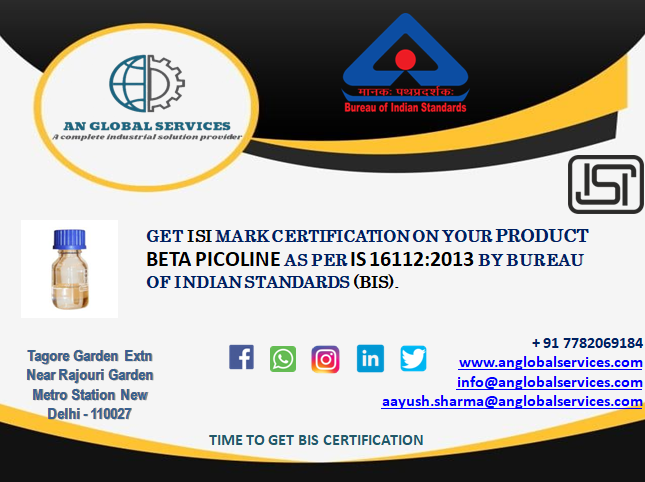 AN GLOBAL SERVICES
A complete industrial solution provider
मानकः पथप्रदर्शकः
Bureau of Indian Standards
ISI
GET ISI MARK CERTIFICATION ON YOUR PRODUCT
BETA PICOLINE AS PER IS 16112:2013 BY BUREAU
OF INDIAN STANDARDS (BIS).
Tagore Garden Extn
Near Rajouri Garden
Metro Station New
Delhi - 110027
+ 91 7782069184
www.anglobalservices.com
info@anglobalservices.com
aayush.sharma@anglobalservices.com
TIME TO GET BIS CERTIFICATION